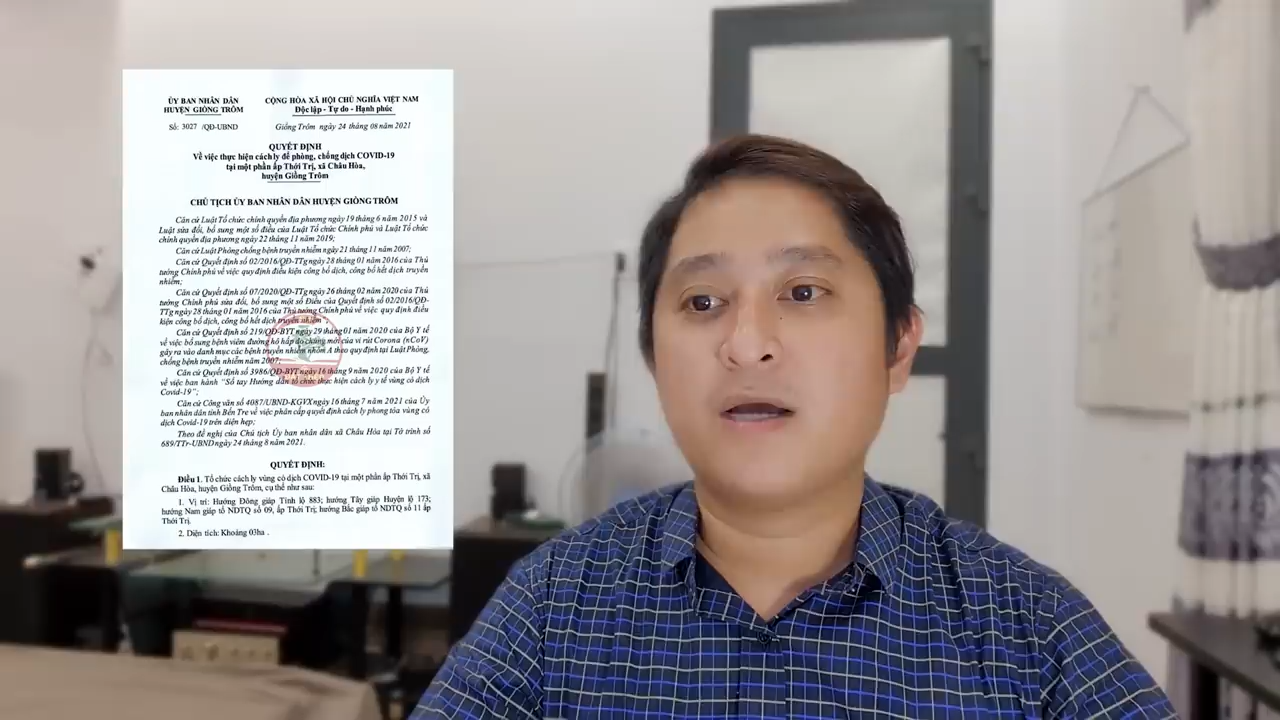 ỦY BAN NHÂN DÂN
HUYỆN GIỒNG TRÔM
CỘNG HÒA XÃ HỘI CHỦ NGHĨA VIỆT NAM
Độc lập - Tự do - Hạnh phúc
Số: 3027 /QĐ-UBND
Giồng Trôm ngày 24 tháng 08 năm 2021
QUYẾT ĐỊNH
Về việc thực hiện cách ly để phòng, chống dịch COVID-19
tại một phần ấp Thới Trị, xã Châu Hòa,
huyện Giồng Trôm
CHỦ TỊCH ỦY BAN NHÂN DÂN HUYỆN GIỒNG TRÔM
Căn cứ Luật Tổ chức chính quyền địa phương ngày 19 tháng 6 năm 2015 và
Luật sửa đổi, bổ sung một số điều của Luật Tổ chức Chính phủ và Luật Tổ chức
chính quyền địa phương ngày 22 tháng 11 năm 2019;
Căn cứ Luật Phòng chống bệnh truyền nhiễm ngày 21 tháng 11 năm 2007;
Căn cứ Quyết định số 02/2016/QĐ-TTg ngày 28 tháng 01 năm 2016 của Thủ
tướng Chính phủ về việc quy định điều kiện công bố dịch, công bố hết dịch truyền
nhiễm;
Căn cứ Quyết định số 07/2020/QĐ-TTg ngày 26 tháng 02 năm 2020 của Thủ
tướng Chính phủ sửa đổi, bổ sung một số Điều của Quyết định số 02/2016/QĐ-
TTg ngày 28 tháng 01 năm 2016 của Thủ tướng Chính phủ về việc quy định điều
kiện công bố dịch, công bố hết dịch truyền nhiễm";
Căn cứ Quyết định số 219/QĐ-BYT ngày 29 tháng 01 năm 2020 của Bộ Y tế
về việc bổ sung bệnh viêm đường hô hấp do chủng mới của vi rút Corona (nCoV)
gây ra vào danh mục các bệnh truyền nhiễm nhóm A theo quy định tại Luật Phòng,
chống bệnh truyền nhiễm năm 2007;
Căn cứ Quyết định số 3986/QĐ-BYT ngày 16 tháng 9 năm 2020 của Bộ Y tế
về việc ban hành "Sổ tay Hướng dẫn tổ chức thực hiện cách ly y tế vùng có dịch
Covid-19";
Căn cứ Công văn số 4087/UBND-KGVX ngày 16 tháng 7 năm 2021 của Ủy
ban nhân dân tỉnh Bến Tre về việc phân cấp quyết định cách ly phong tỏa vùng có
dịch Covid-19 trên diện hẹp;
Theo đề nghị của Chủ tịch Ủy ban nhân dân xã Châu Hòa tại Tờ trình số
689/TTr-UBND ngày 24 tháng 8 năm 2021.
QUYẾT ĐỊNH:
Điều 1. Tổ chức cách ly vùng có dịch COVID-19 tại một phần ấp Thới Trị, xã
Châu Hòa, huyện Giồng Trôm, cụ thể như sau:
1. Vị trí: Hướng Đông giáp Tỉnh lộ 883; hướng Tây giáp Huyện lộ 173;
hướng Nam giáp tổ NDTQ số 09, ấp Thới Trị; hướng Bắc giáp tổ NDTQ số 11 ấp
Thới Trị.
2. Diện tích: Khoảng 03ha .